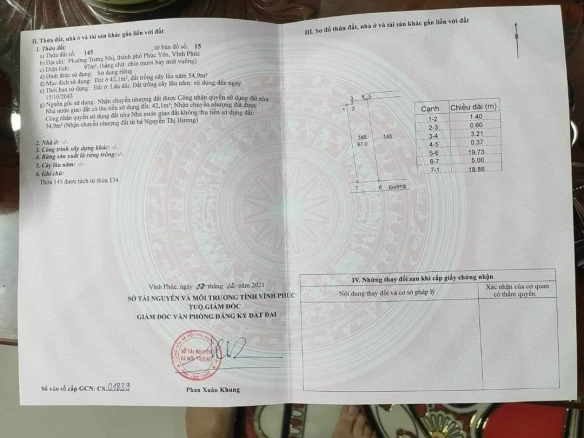 II. Thửa đất, nhà ở và tài sản khác gắn liền với đất
1. Thửa đất:
a) Thửa đất số: 145 tờ bản đồ số: 15
b) Địa chỉ: Phường Trưng Nhị, thành phố Phúc Yên, Vĩnh Phúc
c) Diện tích: 97m², (bằng chữ: chín mươi bảy mét vuông)
d) Hình thức sử dụng: Sử dụng riêng
đ) Mục đích sử dụng: Đất ở 42,1m²; đất trồng cây lâu năm 54,9m²
e) Thời hạn sử dụng: Đất ở: Lâu dài; Đất trồng cây lâu năm: sử dụng đến ngày
15/10/2043
g) Nguồn gốc sử dụng: Nhận chuyển nhượng đất được Công nhận quyền sử dụng đất như
Nhà nước giao đất có thu tiền sử dụng đất: 42,1m²; Nhận chuyển nhượng đất được
Công nhận quyền sử dụng đất như Nhà nước giao đất không thu tiền sử dụng đất:
54,9m² (Nhận chuyển nhượng đất từ bà Nguyễn Thị Hương)
2. Nhà ở: -/-
3. Công trình xây dựng khác: -/-
4. Rừng sản xuất là rừng trồng: -/-
5. Cây lâu năm: -/-
6. Ghi chú:
Thửa 145 được tách từ thửa 134
Vĩnh Phúc, ngày tháng 12 năm 2021
SỞ TÀI NGUYÊN VÀ MÔI TRƯỜNG TỈNH VĨNH PHÚC
TUQ.GIÁM ĐỐC
GIÁM ĐỐC VĂN PHÒNG ĐĂNG KÝ ĐẤT ĐAI
SỞ TÀI NGUYÊN
VÀ MÔI TRƯỜNG
Phan Xuân Khung
Số vào sổ cấp GCN: CS 01839
III. Sơ đồ thửa đất, nhà ở và tài sản khác gắn liền với đất
B
145
97.0
140
7 6 Đường
Cạnh Chiều dài (m)
1-2 1.40
2-3 0.60
3-4 3.21
4-5 0.37
5-6 19.73
6-7 5.00
7-1 18.86
IV. Những thay đổi sau khi cấp giấy chứng nhận
Nội dung thay đổi và cơ sở pháp lý
Xác nhận của cơ quan
có thẩm quyền